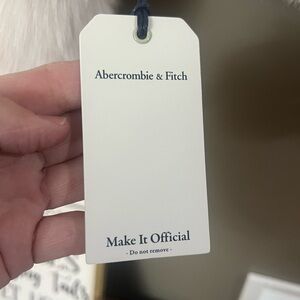 Abercrombie & Fitch
Make It Official
- Do not remove -